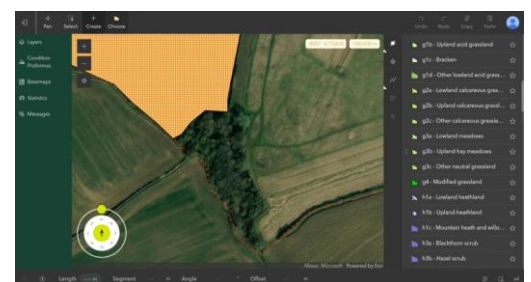 Pan
Select
Create
Choose
Undo
Redo
Copy
Paste
Layers
Condition
Proformas
Basemaps
Statistics
Messages
g1b - Upland acid grassland
g1c - Bracken
g1d - Other lowland acid grass...
g2a - Lowland calcareous gras...
g2b - Upland calcareous grassl...
g2c - Other calcareous grassla...
g3a - Lowland meadows
g3b - Upland hay meadows
g3c - Other neutral grassland
g4 - Modified grassland
h1a - Lowland heathland
h1b - Upland heathland
h1c - Mountain heath and willo...
h3a - Blackthorn scrub
h3b - Hazel scrub
Maxar, Microsoft Powered by Esri
Length
m
Segment
m
Angle
°
Offset
m